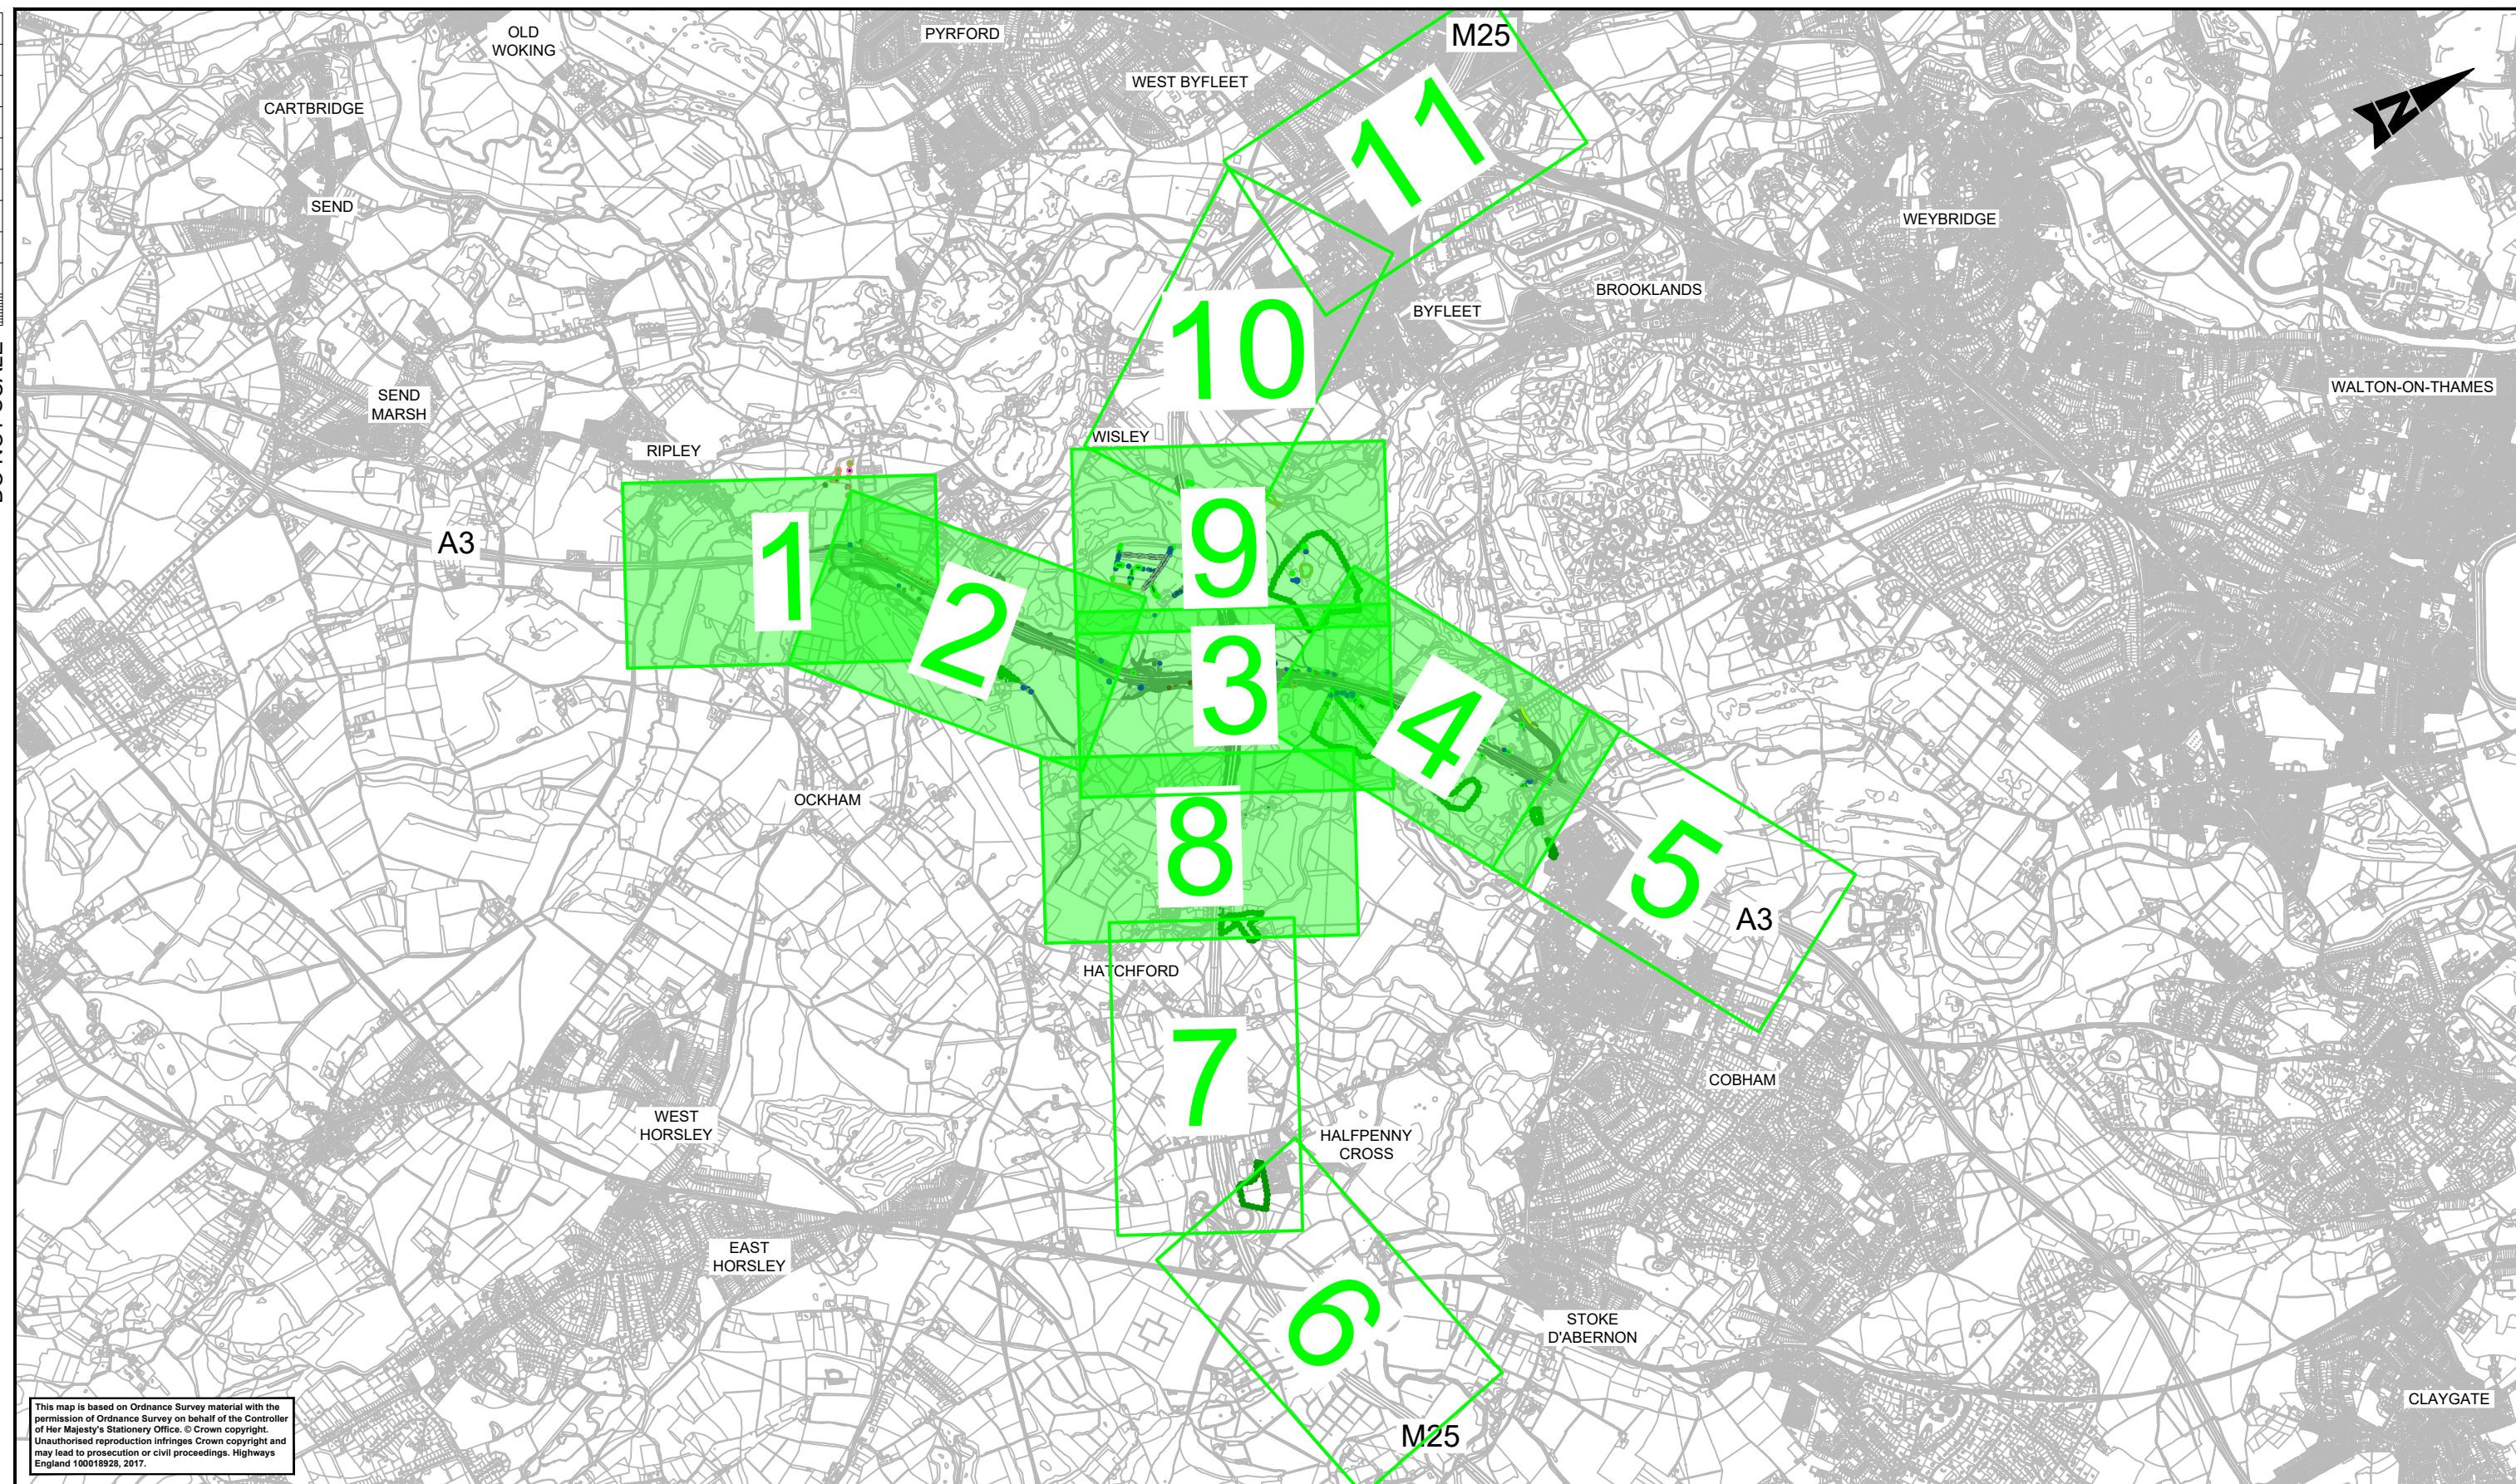 OLD
WOKING
PYRFORD
M25
WEST BYFLEET
CARTBRIDGE
N
11
SEND
WEYBRIDGE
BROOKLANDS
BYFLEET
10
SEND
MARSH
WALTON-ON-THAMES
WISLEY
RIPLEY
A3
9
1
2
3
4
OCKHAM
8
5
A3
HATCHFORD
7
COBHAM
WEST
HORSLEY
HALFPENNY
CROSS
EAST
HORSLEY
6
STOKE
D'ABERNON
CLAYGATE
M25
This map is based on Ordnance Survey material with the
permission of Ordnance Survey on behalf of the Controller
of Her Majesty's Stationery Office. © Crown copyright.
Unauthorised reproduction infringes Crown copyright and
may lead to prosecution or civil proceedings. Highways
England 100018928, 2017.